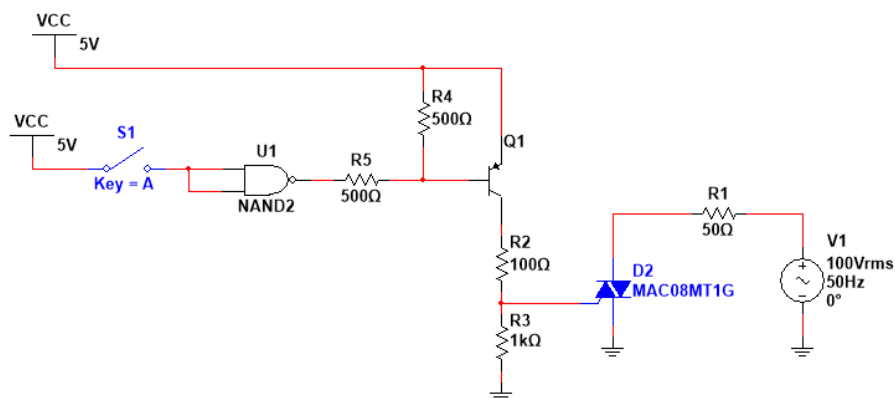 VCC
5V
VCC
5V
S1
Key = A
U1
NAND2
R5
500Ω
R4
500Ω
Q1
R2
100Ω
R3
1kΩ
D2
MAC08MT1G
R1
50Ω
V1
100Vrms
50Hz
0°